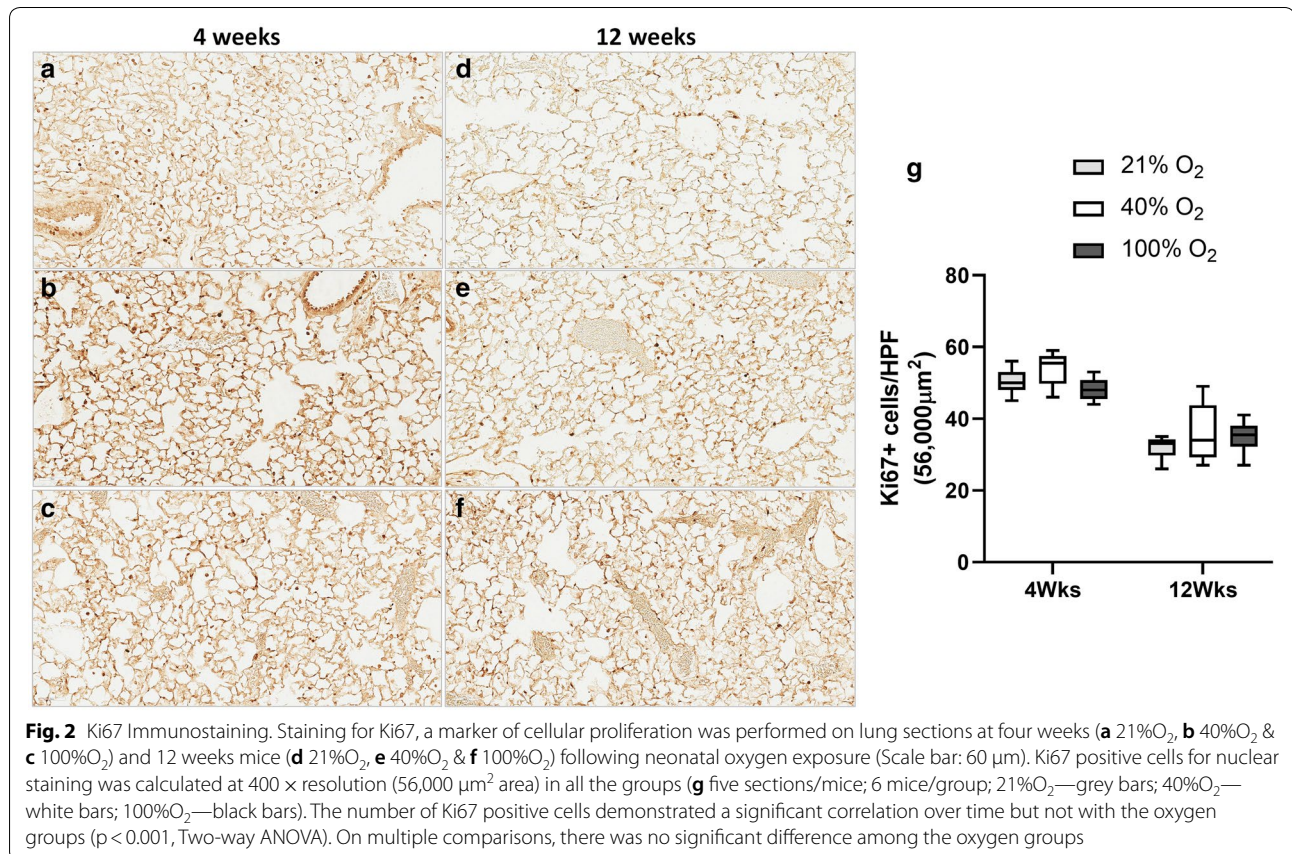 4 weeks
12 weeks
a
d
b
e
c
f
g
21% O₂
40% O₂
100% O₂
Ki67+ cells/HPF
(56,000µm²)
80
60
40
20
0
4Wks
12Wks
Fig. 2 Ki67 Immunostaining. Staining for Ki67, a marker of cellular proliferation was performed on lung sections at four weeks (a 21%O₂, b 40%O₂ &
c 100%O₂) and 12 weeks mice (d 21%O₂, e 40%O₂ & f 100%O₂) following neonatal oxygen exposure (Scale bar: 60 μm). Ki67 positive cells for nuclear
staining was calculated at 400 × resolution (56,000 μm² area) in all the groups (g five sections/mice; 6 mice/group; 21%O₂—grey bars; 40%O₂—
white bars; 100%O₂—black bars). The number of Ki67 positive cells demonstrated a significant correlation over time but not with the oxygen
groups (p < 0.001, Two-way ANOVA). On multiple comparisons, there was no significant difference among the oxygen groups